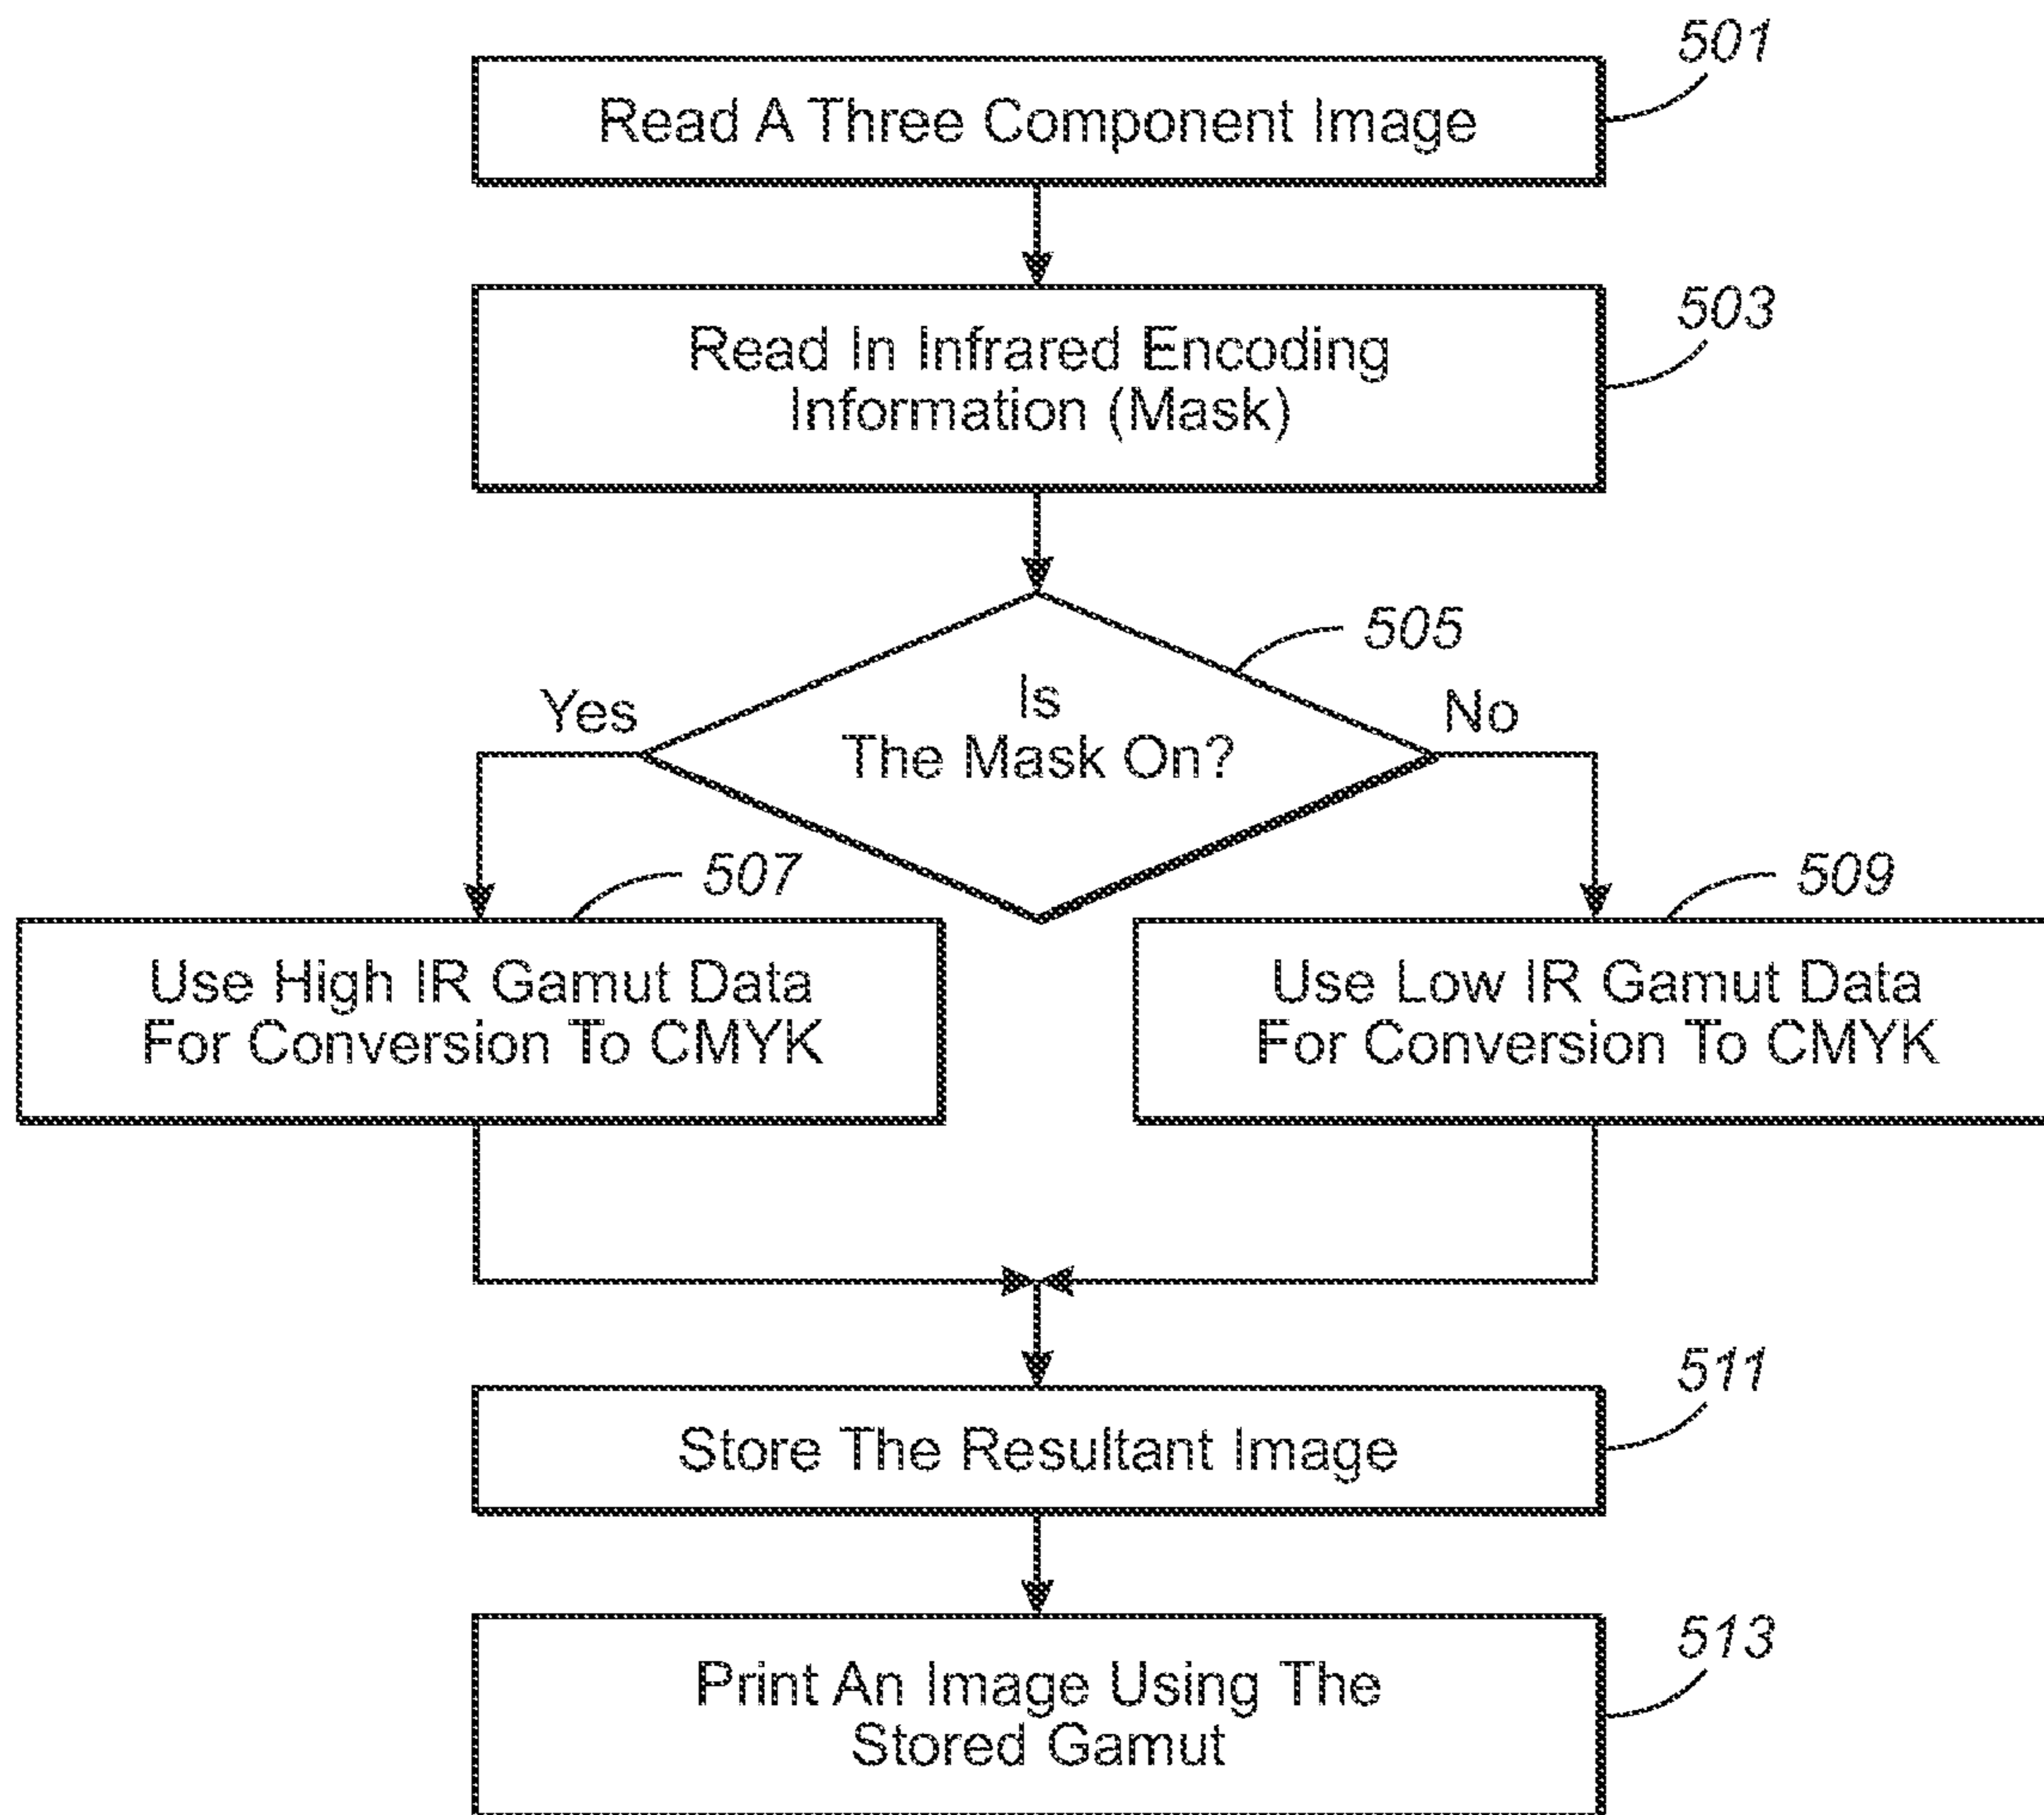 501
Read A Three Component Image
503
Read In Infrared Encoding
Information (Mask)
505
Is
The Mask On?
Yes
No
507
Use High IR Gamut Data
For Conversion To CMYK
509
Use Low IR Gamut Data
For Conversion To CMYK
511
Store The Resultant Image
513
Print An Image Using The
Stored Gamut